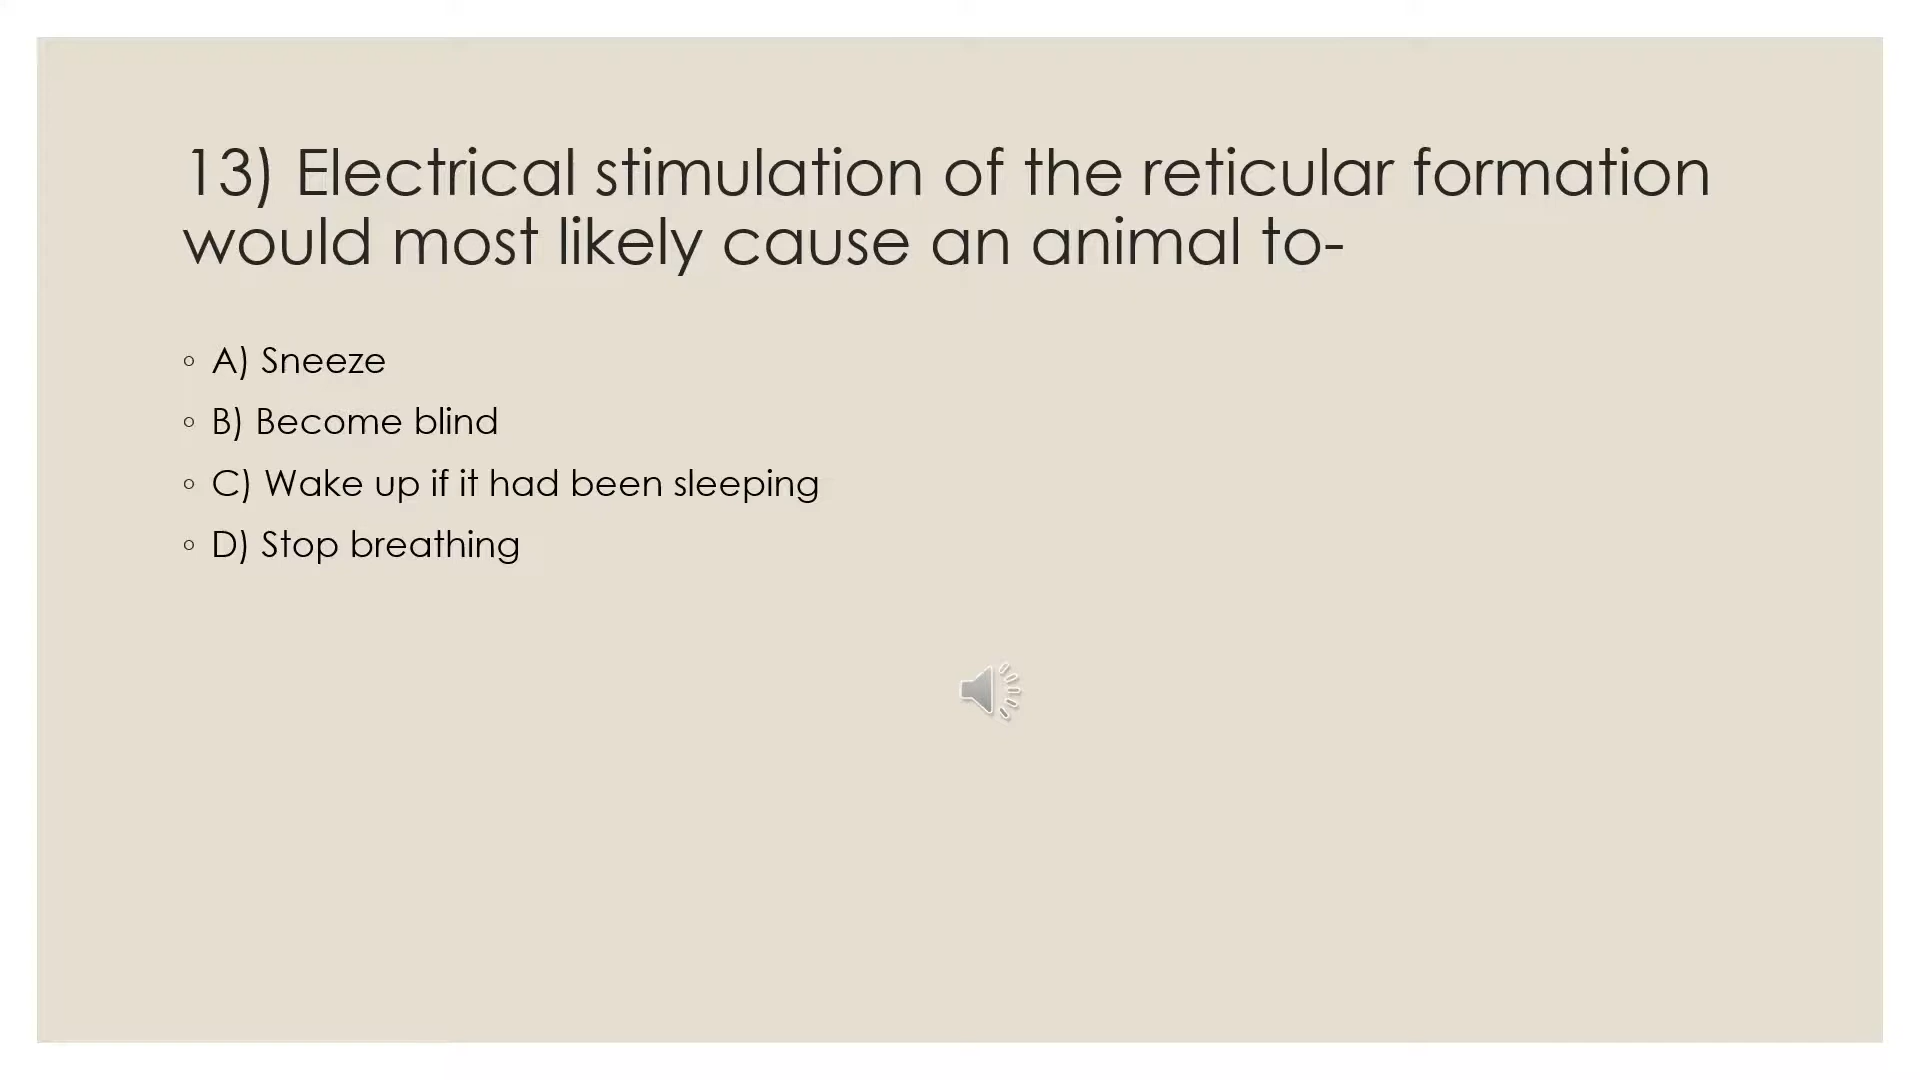 13) Electrical stimulation of the reticular formation
would most likely cause an animal to-
◦ A) Sneeze
◦ B) Become blind
◦ C) Wake up if it had been sleeping
◦ D) Stop breathing